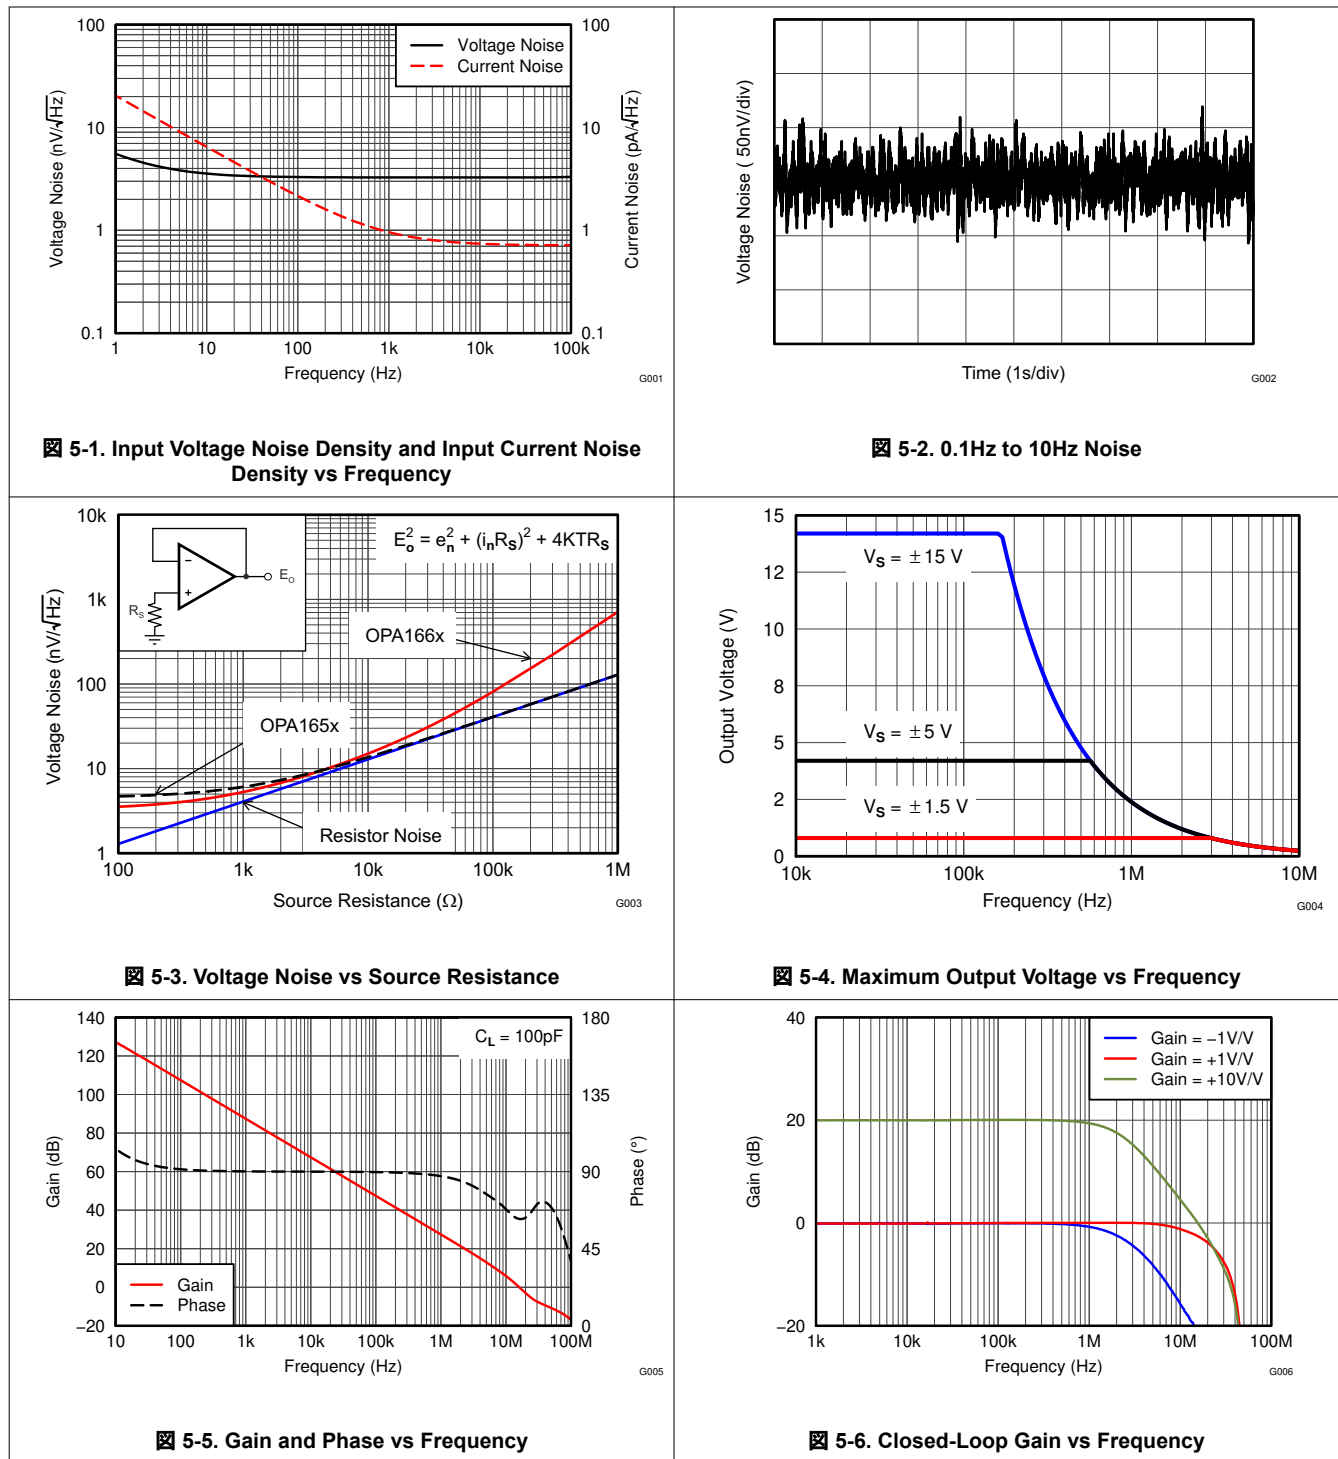 100
10
1
0.1
Voltage Noise (nV/√Hz)
Voltage Noise
Current Noise
100
10
1
0.1
Current Noise (pA/√Hz)
1 10 100 1k 10k 100k
Frequency (Hz)
G001
図 5-1. Input Voltage Noise Density and Input Current Noise
Density vs Frequency
Voltage Noise ( 50nV/div)
Time (1s/div)
G002
図 5-2. 0.1Hz to 10Hz Noise
10k
1k
100
10
1
Voltage Noise (nV/√Hz)
− + R_S E_O
E_o² = e_n² + (i_nR_S)² + 4KTR_S
OPA166x
OPA165x
Resistor Noise
100 1k 10k 100k 1M
Source Resistance (Ω)
G003
図 5-3. Voltage Noise vs Source Resistance
15
12
10
8
5
2
0
Output Voltage (V)
V_S = ±15 V
V_S = ±5 V
V_S = ±1.5 V
10k 100k 1M 10M
Frequency (Hz)
G004
図 5-4. Maximum Output Voltage vs Frequency
140
120
100
80
60
40
20
0
−20
Gain (dB)
C_L = 100pF
Gain
Phase
180
135
90
45
0
Phase (°)
10 100 1k 10k 100k 1M 10M 100M
Frequency (Hz)
G005
図 5-5. Gain and Phase vs Frequency
40
20
0
−20
Gain (dB)
Gain = −1V/V
Gain = +1V/V
Gain = +10V/V
1k 10k 100k 1M 10M 100M
Frequency (Hz)
G006
図 5-6. Closed-Loop Gain vs Frequency